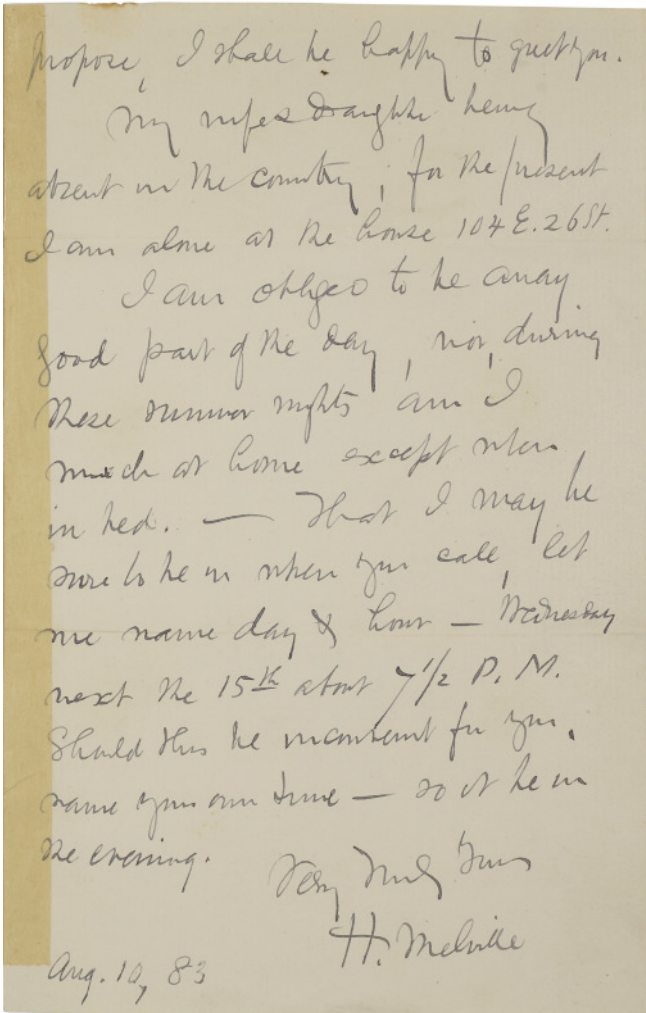 propose, I shall be happy to greet you.
My wife & daughter being
absent in the country, for the present
I am alone at the house 104 E. 26 St.
I am obliged to be away
good part of the day, nor, during
these summer nights am I
much at home except when
in bed. — That I may be
sure to be in when you call, let
me name day & hour — Wednesday
next the 15th about 7 1/2 P. M.
Should this be inconvenient for you,
name your own time — so it be in
the evening.
Very Truly Yours
H. Melville
Aug. 10, 83